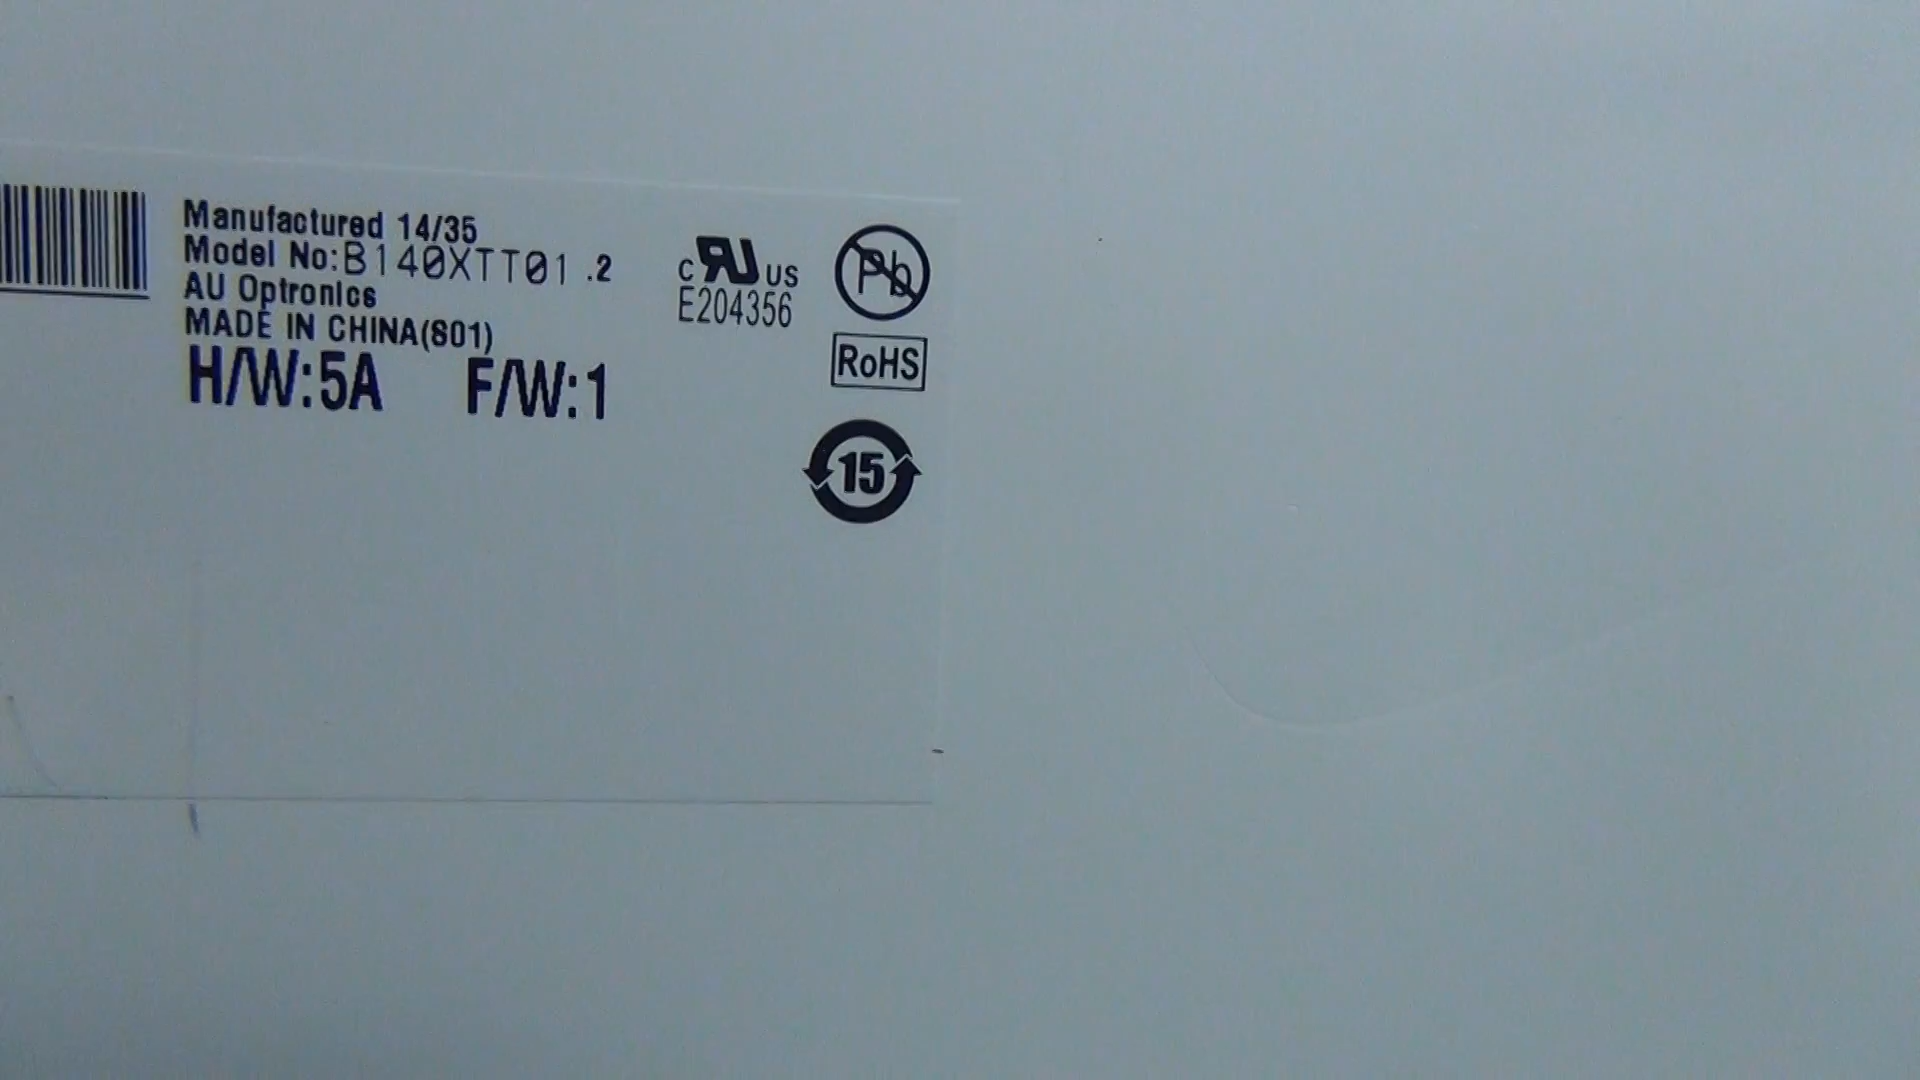 Manufactured 14/35
Model No:B140XTT01 .2
AU Optronics
MADE IN CHINA(S01)
H/W:5A F/W:1
c RU US
E204356
Pb
RoHS
15